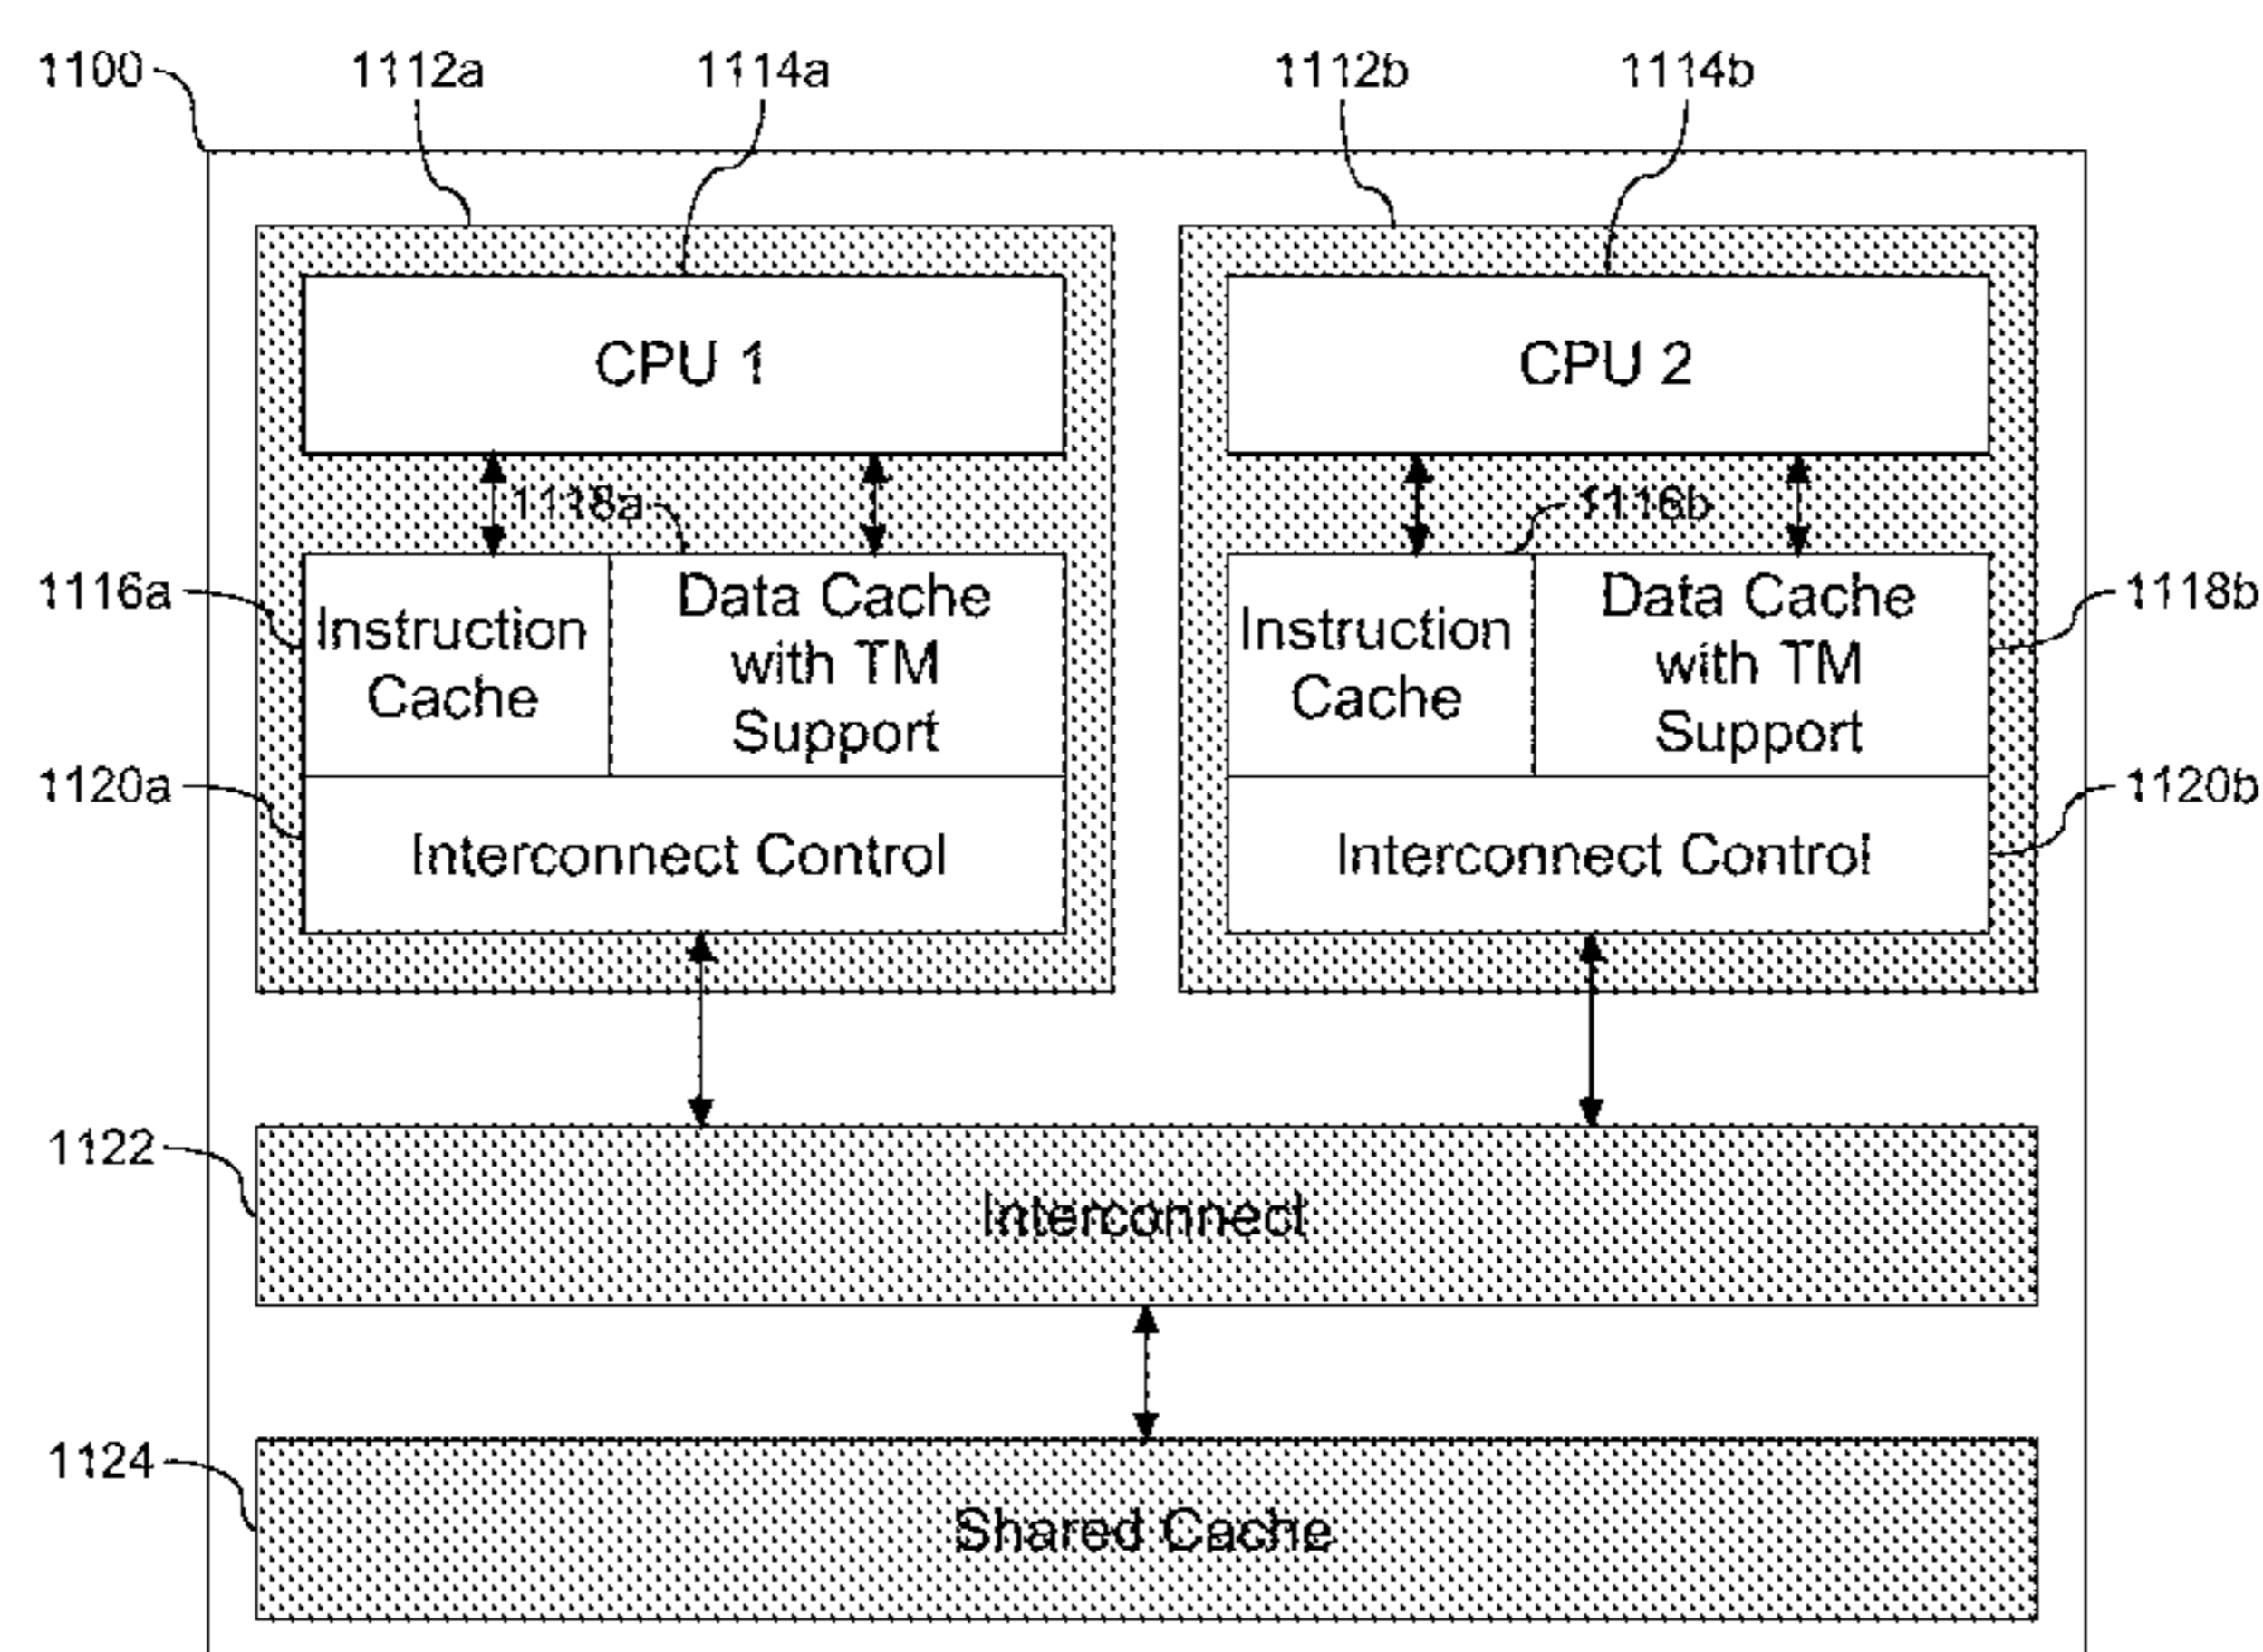 1100 1112a 1114a 1112b 1114b
CPU 1 CPU 2
1118a 1116b
1116a Instruction Cache Data Cache with TM Support Instruction Cache Data Cache with TM Support 1118b
1120a Interconnect Control Interconnect Control 1120b
1122 Interconnect
1124 Shared Cache